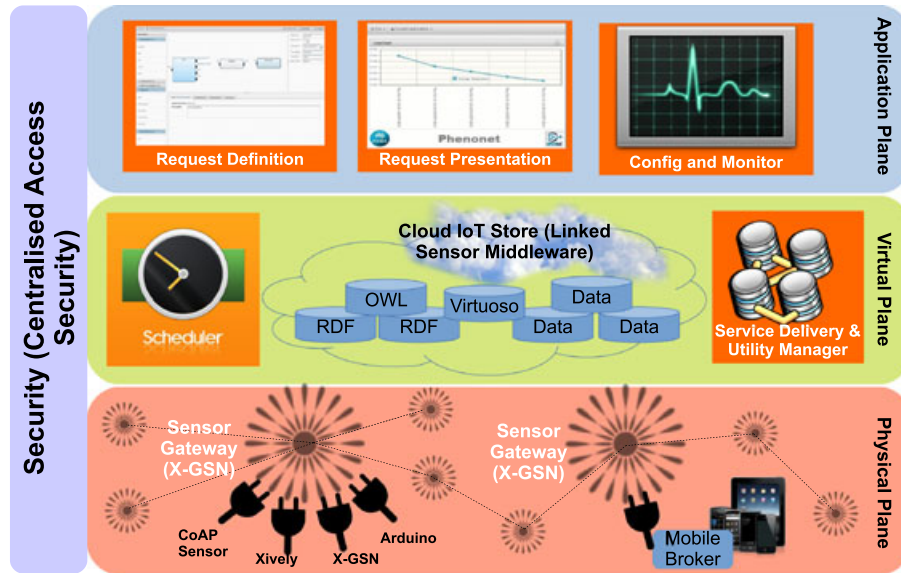 Security (Centralised Access
Security)
Application Plane
Phenonet
Request Definition
Request Presentation
Config and Monitor
Virtual Plane
Cloud IoT Store (Linked
Sensor Middleware)
Scheduler
OWL
Virtuoso
Data
RDF
RDF
Data
Data
Service Delivery &
Utility Manager
Physical Plane
Sensor
Gateway
(X-GSN)
Sensor
Gateway
(X-GSN)
CoAP
Sensor
Xively
X-GSN
Arduino
Mobile
Broker